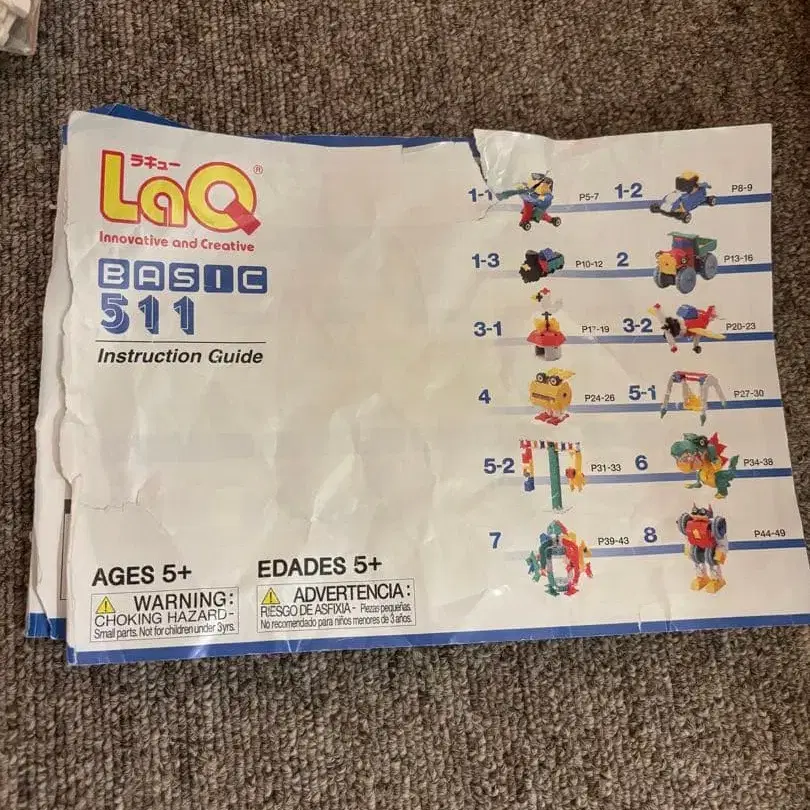 ラキュー
LaQ®
Innovative and Creative
BASIC
511
Instruction Guide
1-1 P5-7 1-2 P8-9
1-3 P10-12 2 P13-16
3-1 P17-19 3-2 P20-23
4 P24-26 5-1 P27-30
5-2 P31-33 6 P34-38
7 P39-43 8 P44-49
AGES 5+ EDADES 5+
WARNING:
CHOKING HAZARD-
Small parts. Not for children under 3yrs.
ADVERTENCIA:
RIESGO DE ASFIXIA- Piezas pequeñas.
No recomendado para niños menores de 3 años.